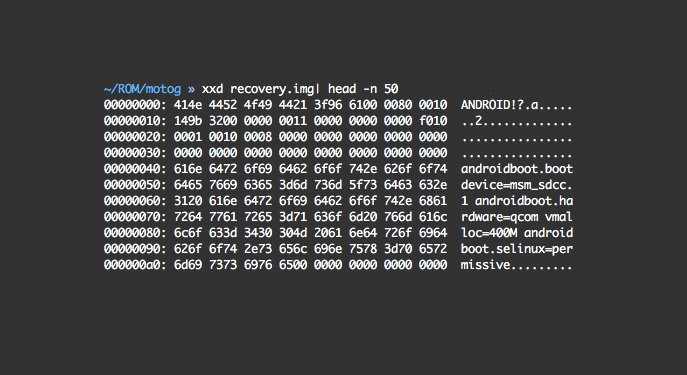 ~/ROM/motog » xxd recovery.img| head -n 50
00000000: 414e 4452 4f49 4421 3f96 6100 0080 0010  ANDROID!?.a.....
00000010: 149b 3200 0000 0011 0000 0000 0000 f010  ..2.............
00000020: 0001 0010 0008 0000 0000 0000 0000 0000  ................
00000030: 0000 0000 0000 0000 0000 0000 0000 0000  ................
00000040: 616e 6472 6f69 6462 6f6f 742e 626f 6f74  androidboot.boot
00000050: 6465 7669 6365 3d6d 736d 5f73 6463 632e  device=msm_sdcc.
00000060: 3120 616e 6472 6f69 6462 6f6f 742e 6861  1 androidboot.ha
00000070: 7264 7761 7265 3d71 636f 6d20 766d 616c  rdware=qcom vmal
00000080: 6c6f 633d 3430 304d 2061 6e64 726f 6964  loc=400M android
00000090: 626f 6f74 2e73 656c 696e 7578 3d70 6572  boot.selinux=per
000000a0: 6d69 7373 6976 6500 0000 0000 0000 0000  missive.........